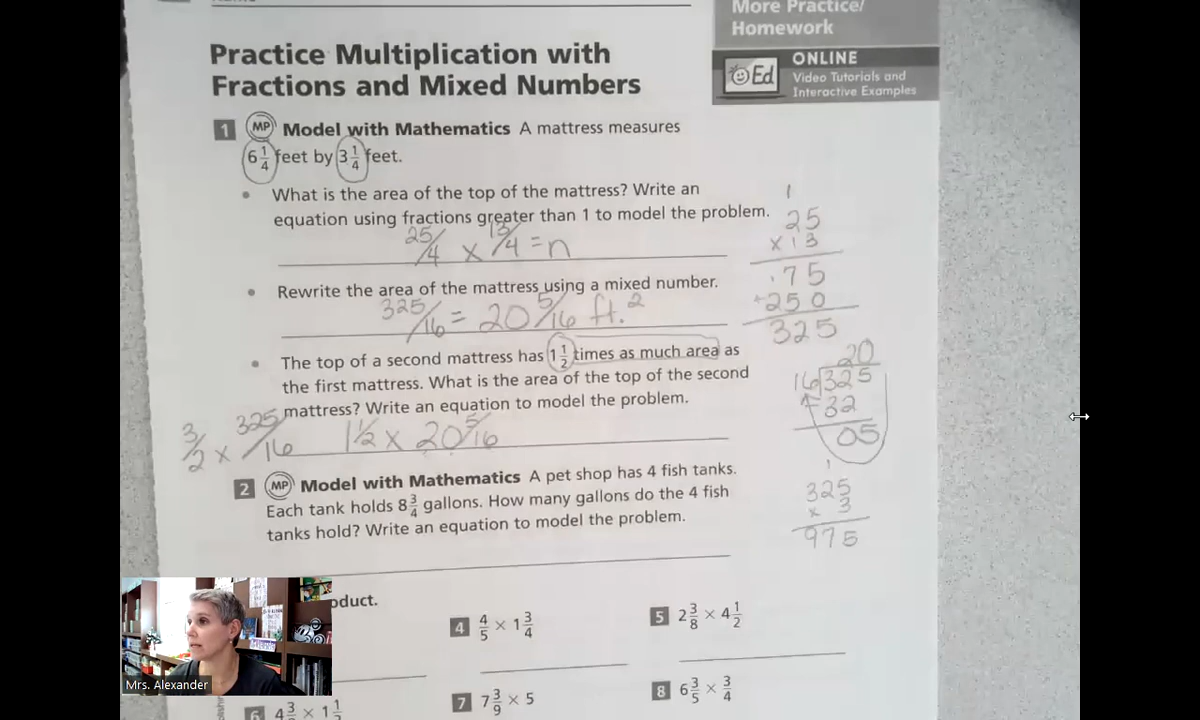 More Practice/
Homework
ONLINE
Ed
Video Tutorials and
Interactive Examples
Practice Multiplication with
Fractions and Mixed Numbers
1 MP Model with Mathematics A mattress measures
6 1/4 feet by 3 1/4 feet.
• What is the area of the top of the mattress? Write an
equation using fractions greater than 1 to model the problem.
25/4 × 13/4 = n
• Rewrite the area of the mattress using a mixed number.
325/16 = 20 5/16 ft.²
• The top of a second mattress has 1 1/2 times as much area as
the first mattress. What is the area of the top of the second
mattress? Write an equation to model the problem.
3/2 × 325/16 1 1/2 × 20 5/16
1
25
× 13
75
+250
325
20
16 325
32
05
1
325
× 3
975
2 MP Model with Mathematics A pet shop has 4 fish tanks.
Each tank holds 8 3/4 gallons. How many gallons do the 4 fish
tanks hold? Write an equation to model the problem.
oduct.
4 4/5 × 1 3/4
5 2 3/8 × 4 1/2
7 7 3/9 × 5
8 6 3/5 × 3/4
Mrs. Alexander